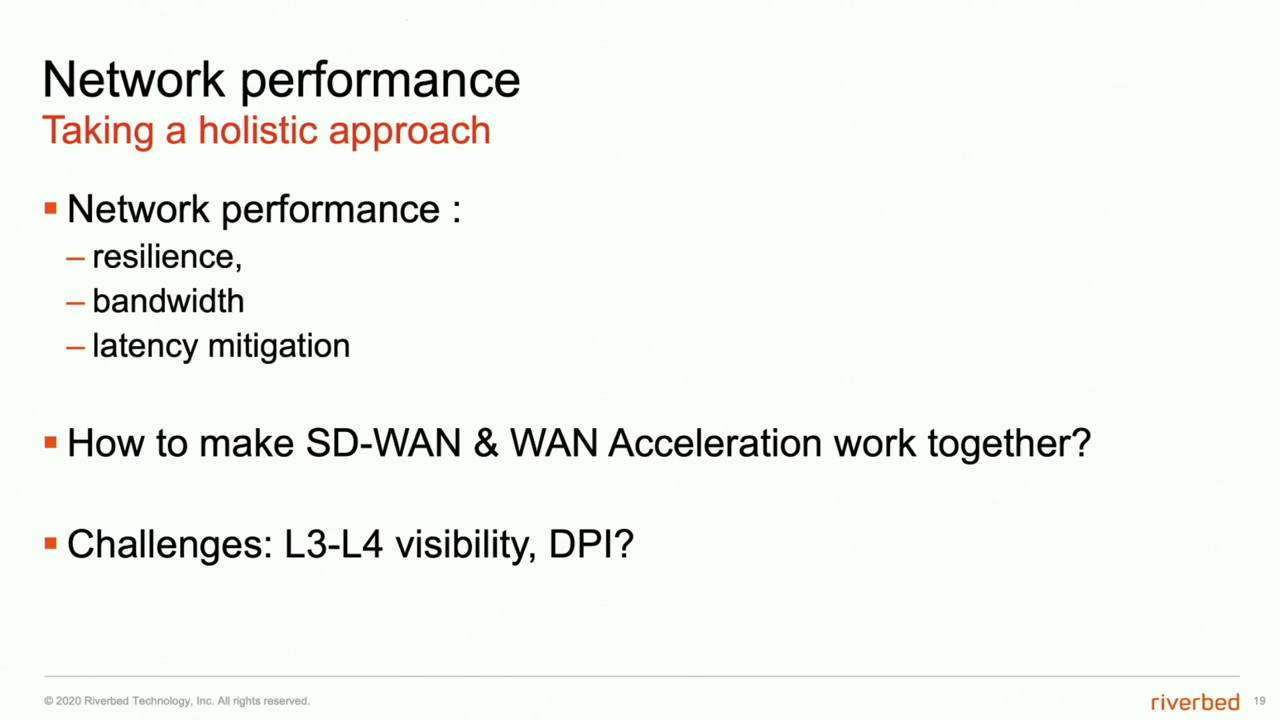 Network performance
Taking a holistic approach
▪ Network performance :
– resilience,
– bandwidth
– latency mitigation
▪ How to make SD-WAN & WAN Acceleration work together?
▪ Challenges: L3-L4 visibility, DPI?
© 2020 Riverbed Technology, Inc. All rights reserved.
riverbed
19